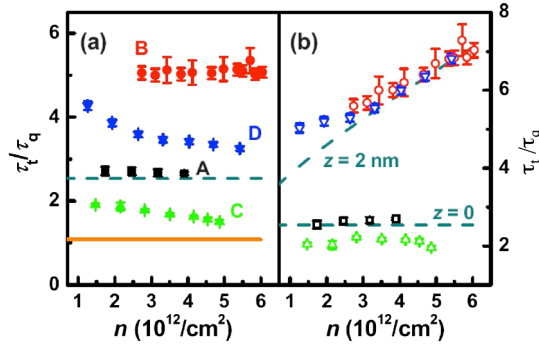 (a)
B
D
A
C
τt/τq
6
4
2
0
1 2 3 4 5 6
n (10^12/cm^2)
(b)
z = 2 nm
z = 0
8
6
4
2
τt/τq
1 2 3 4 5 6
n (10^12/cm^2)